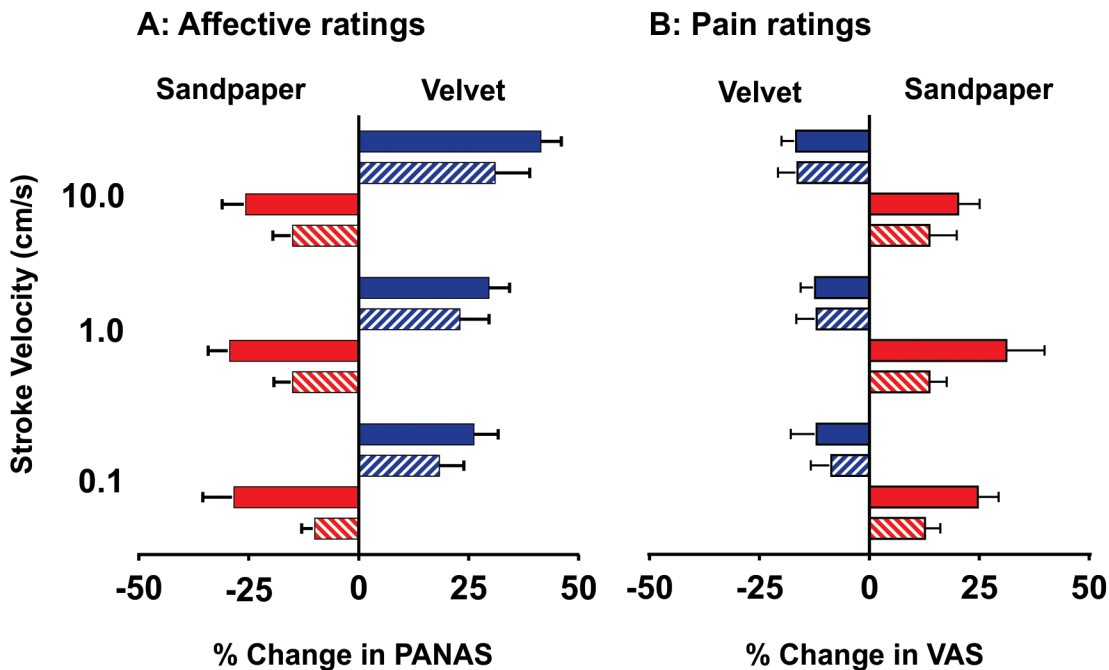 A: Affective ratings
B: Pain ratings
Sandpaper
Velvet
Velvet
Sandpaper
Stroke Velocity (cm/s)
10.0
1.0
0.1
-50 -25 0 25 50
-50 -25 0 25 50
% Change in PANAS
% Change in VAS